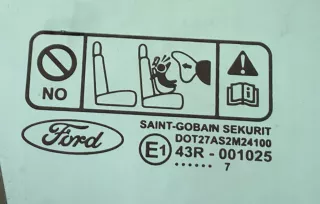 NO
Ford
SAINT-GOBAIN SEKURIT
DOT27AS2M24100
E1 43R - 001025
...... 7